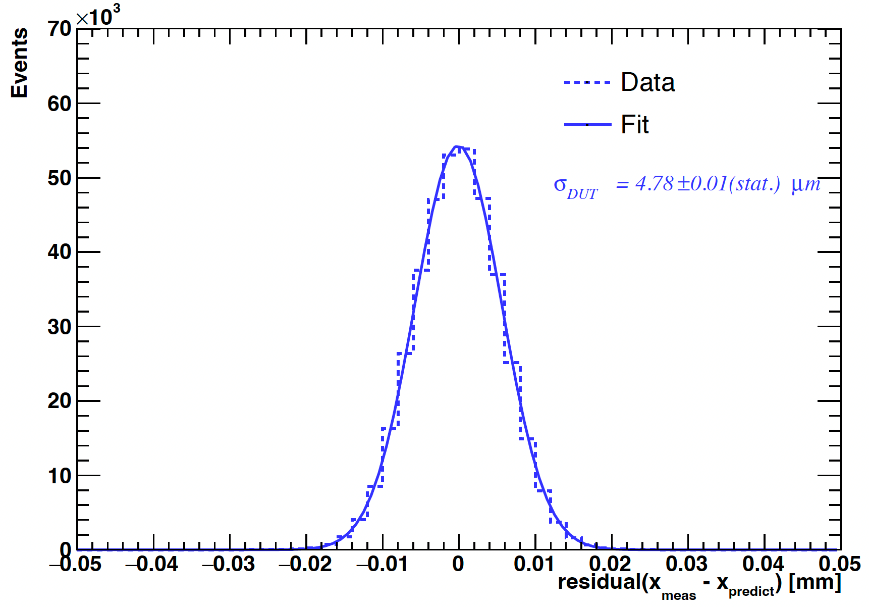 ×10³
70
60
50
40
30
20
10
0
Events
Data
Fit
σ_DUT = 4.78±0.01(stat.) μm
−0.05 −0.04 −0.03 −0.02 −0.01 0 0.01 0.02 0.03 0.04 0.05
residual(x_meas - x_predict) [mm]